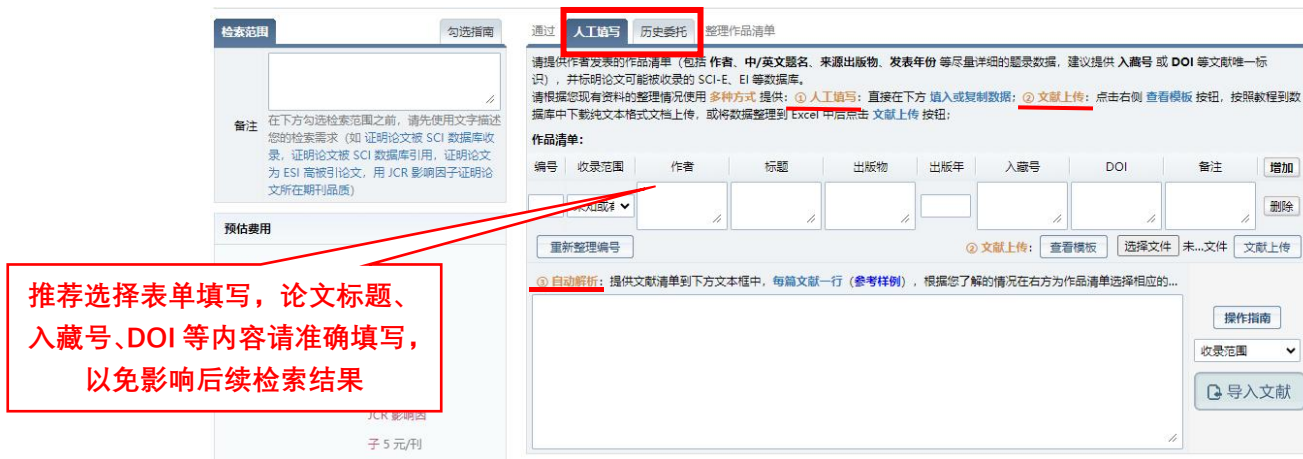 检索范围
勾选指南
备注
在下方勾选检索范围之前，请先使用文字描述
您的检索需求（如 证明论文被 SCI 数据库收
录，证明论文被 SCI 数据库引用，证明论文
为 ESI 高被引论文，用 JCR 影响因子证明论
文所在期刊品质）
预估费用
推荐选择表单填写，论文标题、
入藏号、DOI 等内容请准确填写，
以免影响后续检索结果
JCR 影响因
子 5 元/刊
通过 人工填写 历史委托 整理作品清单
请提供作者发表的作品清单（包括 作者、中/英文题名、来源出版物、发表年份 等尽量详细的题录数据，建议提供 入藏号 或 DOI 等文献唯一标
识），并标明论文可能被收录的 SCI-E、EI 等数据库。
请根据您现有资料的整理情况使用 多种方式 提供：① 人工填写：直接在下方 填入或复制数据；② 文献上传：点击右侧 查看模板 按钮，按照教程到数
据库中下载纯文本格式文档上传，或将数据整理到 Excel 中后点击 文献上传 按钮；
作品清单：
编号 收录范围 作者 标题 出版物 出版年 入藏号 DOI 备注 增加
未知或有 删除
重新整理编号 ② 文献上传： 查看模板 选择文件 未...文件 文献上传
③ 自动解析：提供文献清单到下方文本框中，每篇文献一行（参考样例），根据您了解的情况在右方为作品清单选择相应的...
操作指南
收录范围
导入文献